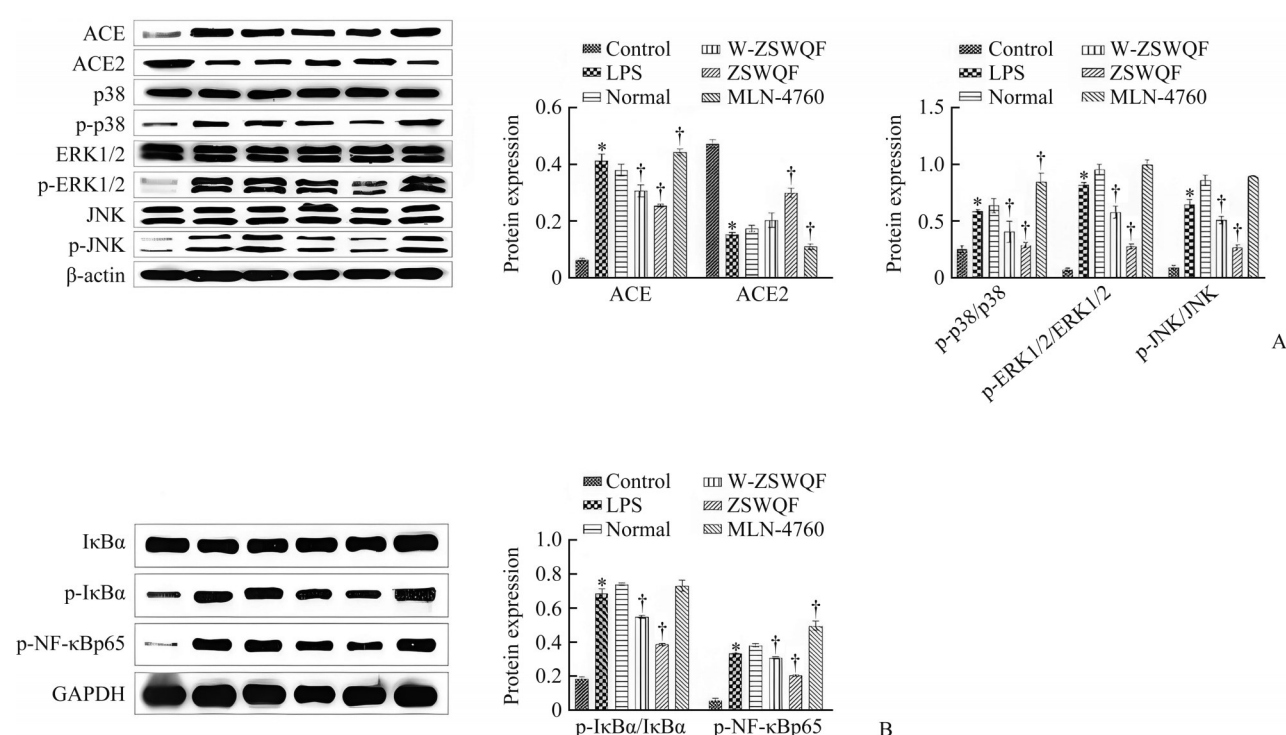 ACE
ACE2
p38
p-p38
ERK1/2
p-ERK1/2
JNK
p-JNK
β-actin
Control
W-ZSWQF
LPS
ZSWQF
Normal
MLN-4760
Protein expression
0.6
0.4
0.2
0
* † † † * † †
ACE
ACE2
Control
W-ZSWQF
LPS
ZSWQF
Normal
MLN-4760
Protein expression
1.5
1.0
0.5
0
* † † † * † † * † †
p-p38/p38
p-ERK1/2/ERK1/2
p-JNK/JNK
A
IκBα
p-IκBα
p-NF-κBp65
GAPDH
Control
W-ZSWQF
LPS
ZSWQF
Normal
MLN-4760
Protein expression
1.0
0.8
0.6
0.4
0.2
0
* † † * † † †
p-IκBα/IκBα
p-NF-κBp65
B